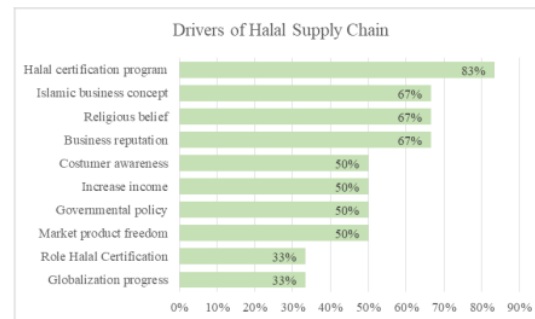 Drivers of Halal Supply Chain
Halal certification program 83%
Islamic business concept 67%
Religious belief 67%
Business reputation 67%
Costumer awareness 50%
Increase income 50%
Governmental policy 50%
Market product freedom 50%
Role Halal Certification 33%
Globalization progress 33%
0% 10% 20% 30% 40% 50% 60% 70% 80% 90%